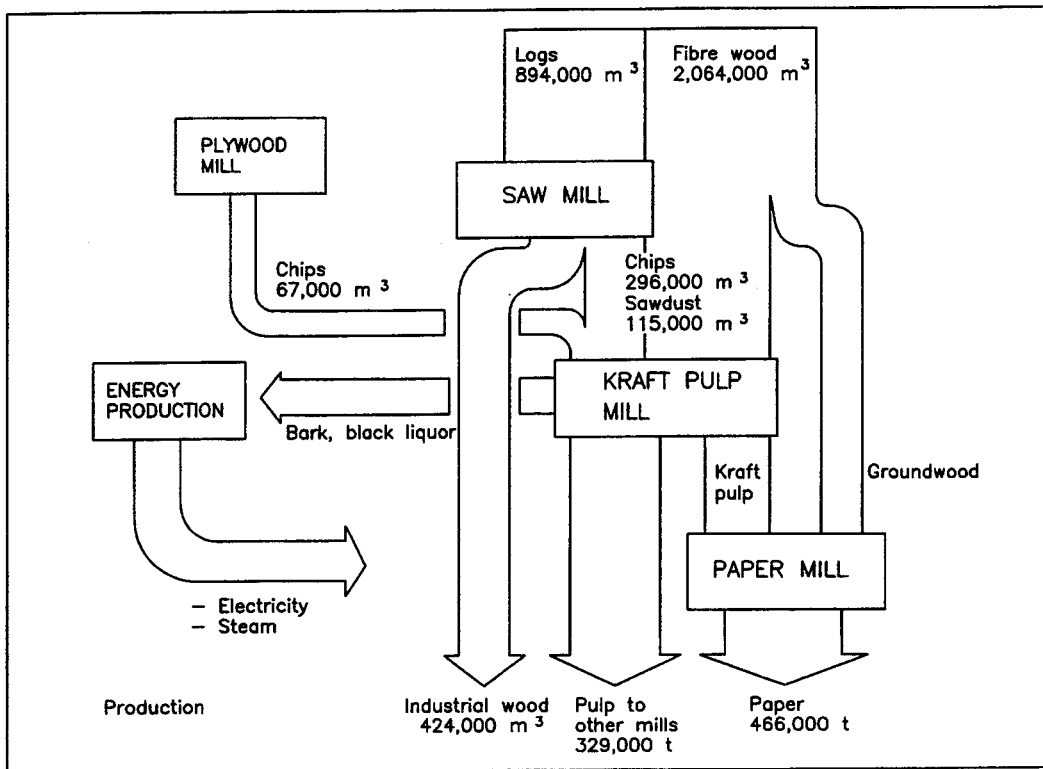 Logs
894,000 m³
Fibre wood
2,064,000 m³
PLYWOOD
MILL
SAW MILL
Chips
67,000 m³
Chips
296,000 m³
Sawdust
115,000 m³
ENERGY
PRODUCTION
KRAFT PULP
MILL
Bark, black liquor
Kraft
pulp
Groundwood
PAPER MILL
– Electricity
– Steam
Production
Industrial wood
424,000 m³
Pulp to
other mills
329,000 t
Paper
466,000 t